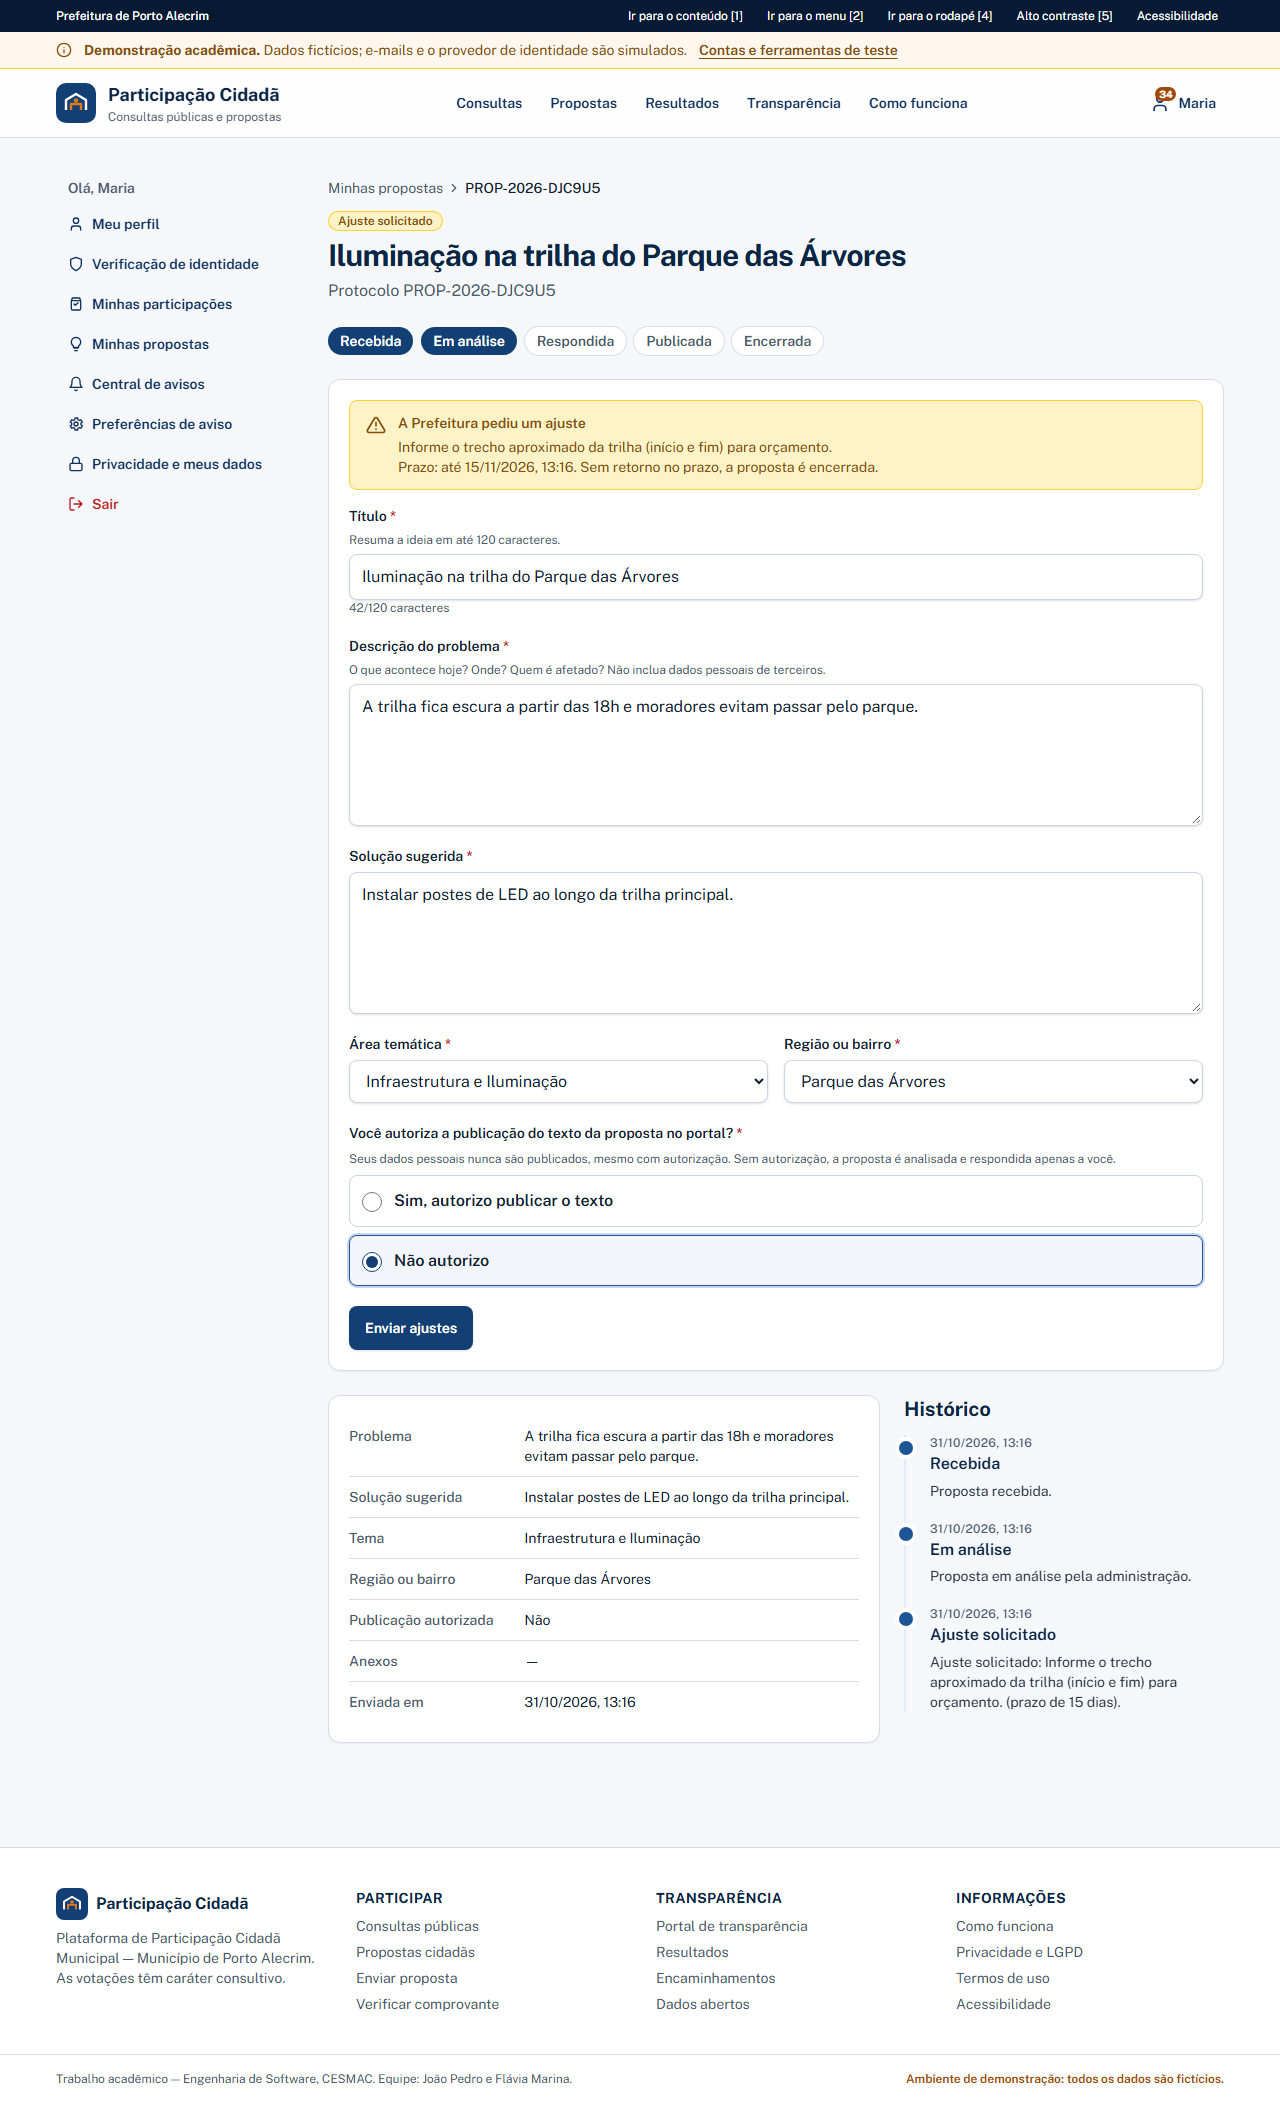 Prefeitura de Porto Alecrim
Ir para o conteúdo [1]
Ir para o menu [2]
Ir para o rodapé [4]
Alto contraste [5]
Acessibilidade
Demonstração acadêmica. Dados fictícios; e-mails e o provedor de identidade são simulados. Contas e ferramentas de teste
Participação Cidadã
Consultas públicas e propostas
Consultas
Propostas
Resultados
Transparência
Como funciona
34
Maria
Olá, Maria
Meu perfil
Verificação de identidade
Minhas participações
Minhas propostas
Central de avisos
Preferências de aviso
Privacidade e meus dados
Sair
Minhas propostas > PROP-2026-DJC9U5
Ajuste solicitado
Iluminação na trilha do Parque das Árvores
Protocolo PROP-2026-DJC9U5
Recebida
Em análise
Respondida
Publicada
Encerrada
A Prefeitura pediu um ajuste
Informe o trecho aproximado da trilha (início e fim) para orçamento.
Prazo: até 15/11/2026, 13:16. Sem retorno no prazo, a proposta é encerrada.
Título *
Resuma a ideia em até 120 caracteres.
Iluminação na trilha do Parque das Árvores
42/120 caracteres
Descrição do problema *
O que acontece hoje? Onde? Quem é afetado? Não inclua dados pessoais de terceiros.
A trilha fica escura a partir das 18h e moradores evitam passar pelo parque.
Solução sugerida *
Instalar postes de LED ao longo da trilha principal.
Área temática *
Infraestrutura e Iluminação
Região ou bairro *
Parque das Árvores
Você autoriza a publicação do texto da proposta no portal? *
Seus dados pessoais nunca são publicados, mesmo com autorização. Sem autorização, a proposta é analisada e respondida apenas a você.
Sim, autorizo publicar o texto
Não autorizo
Enviar ajustes
Problema
A trilha fica escura a partir das 18h e moradores
evitam passar pelo parque.
Solução sugerida
Instalar postes de LED ao longo da trilha principal.
Tema
Infraestrutura e Iluminação
Região ou bairro
Parque das Árvores
Publicação autorizada
Não
Anexos
—
Enviada em
31/10/2026, 13:16
Histórico
31/10/2026, 13:16
Recebida
Proposta recebida.
31/10/2026, 13:16
Em análise
Proposta em análise pela administração.
31/10/2026, 13:16
Ajuste solicitado
Ajuste solicitado: Informe o trecho
aproximado da trilha (início e fim) para
orçamento. (prazo de 15 dias).
Participação Cidadã
Plataforma de Participação Cidadã
Municipal — Município de Porto Alecrim.
As votações têm caráter consultivo.
PARTICIPAR
Consultas públicas
Propostas cidadãs
Enviar proposta
Verificar comprovante
TRANSPARÊNCIA
Portal de transparência
Resultados
Encaminhamentos
Dados abertos
INFORMAÇÕES
Como funciona
Privacidade e LGPD
Termos de uso
Acessibilidade
Trabalho acadêmico — Engenharia de Software, CESMAC. Equipe: João Pedro e Flávia Marina.
Ambiente de demonstração: todos os dados são fictícios.